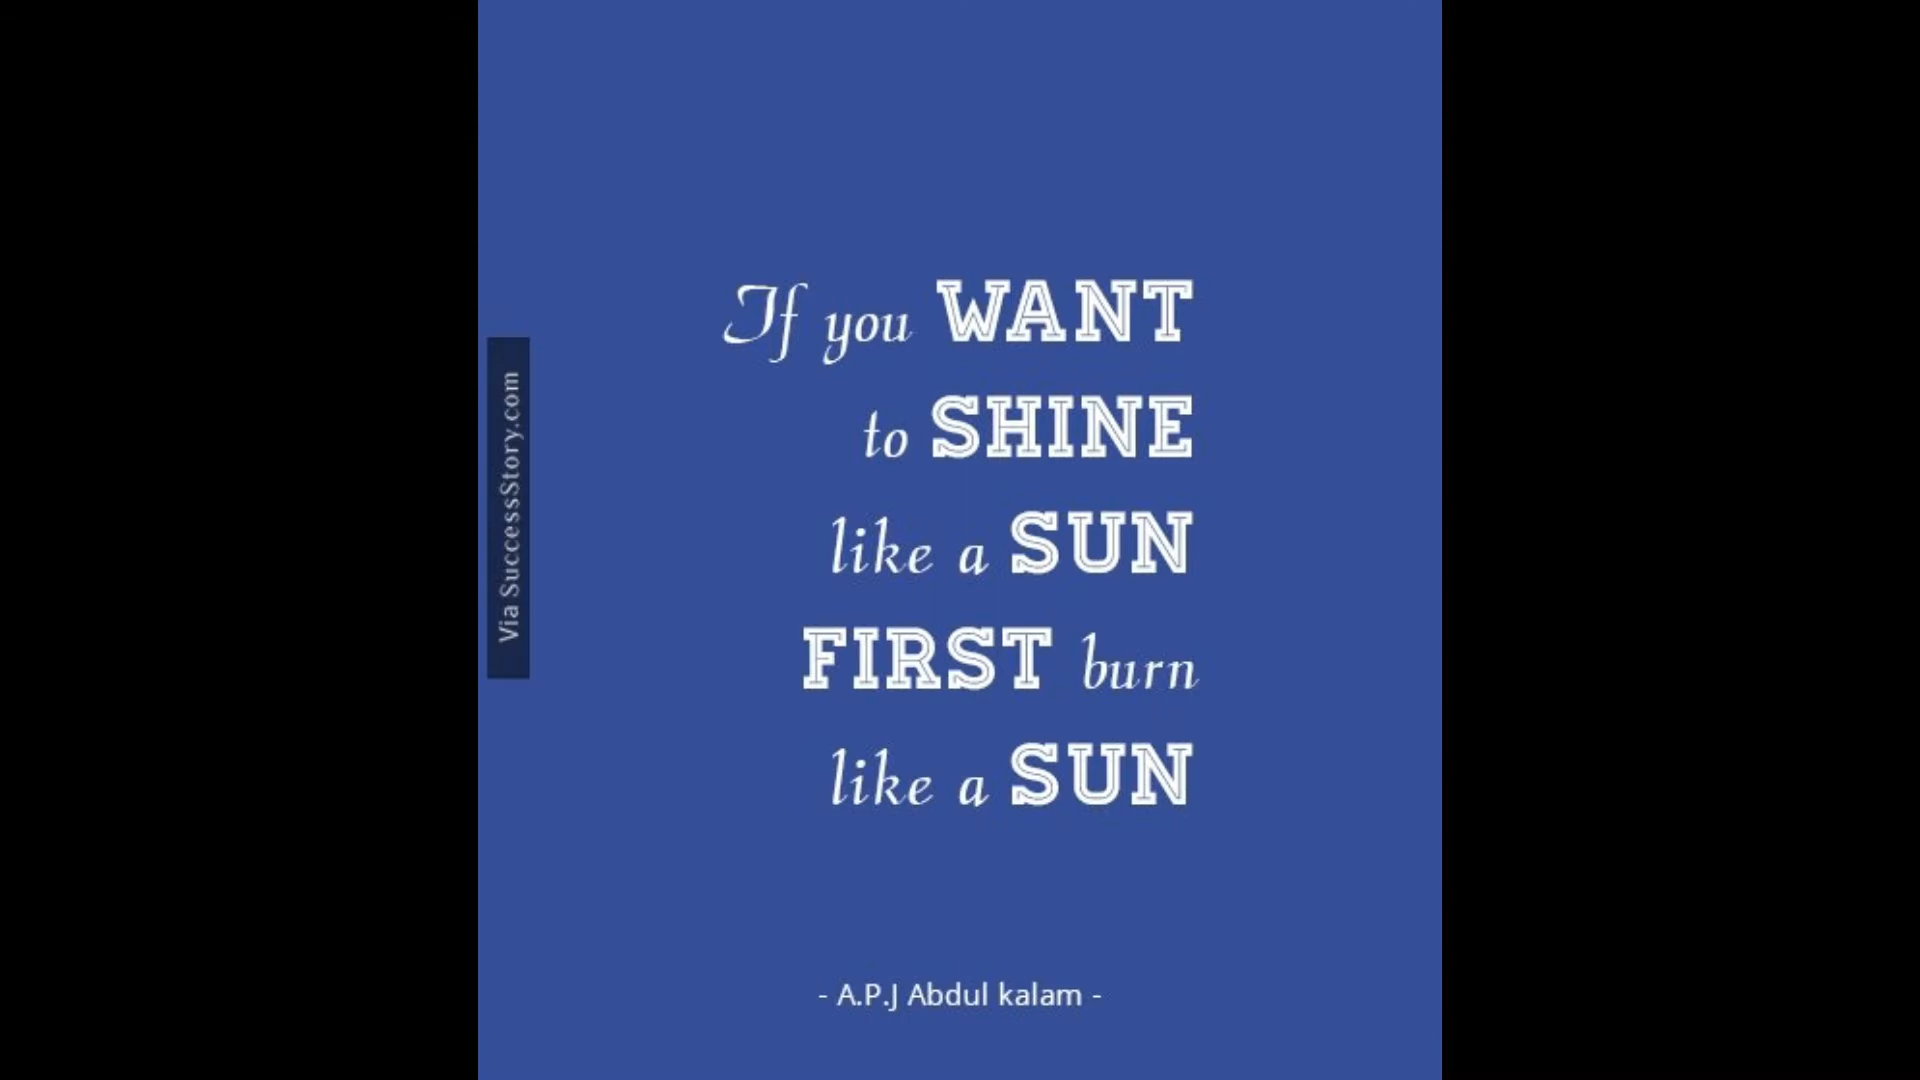 If you WANT
to SHINE
like a SUN
FIRST burn
like a SUN
- A.P.J Abdul kalam -
Via SuccessStory.com